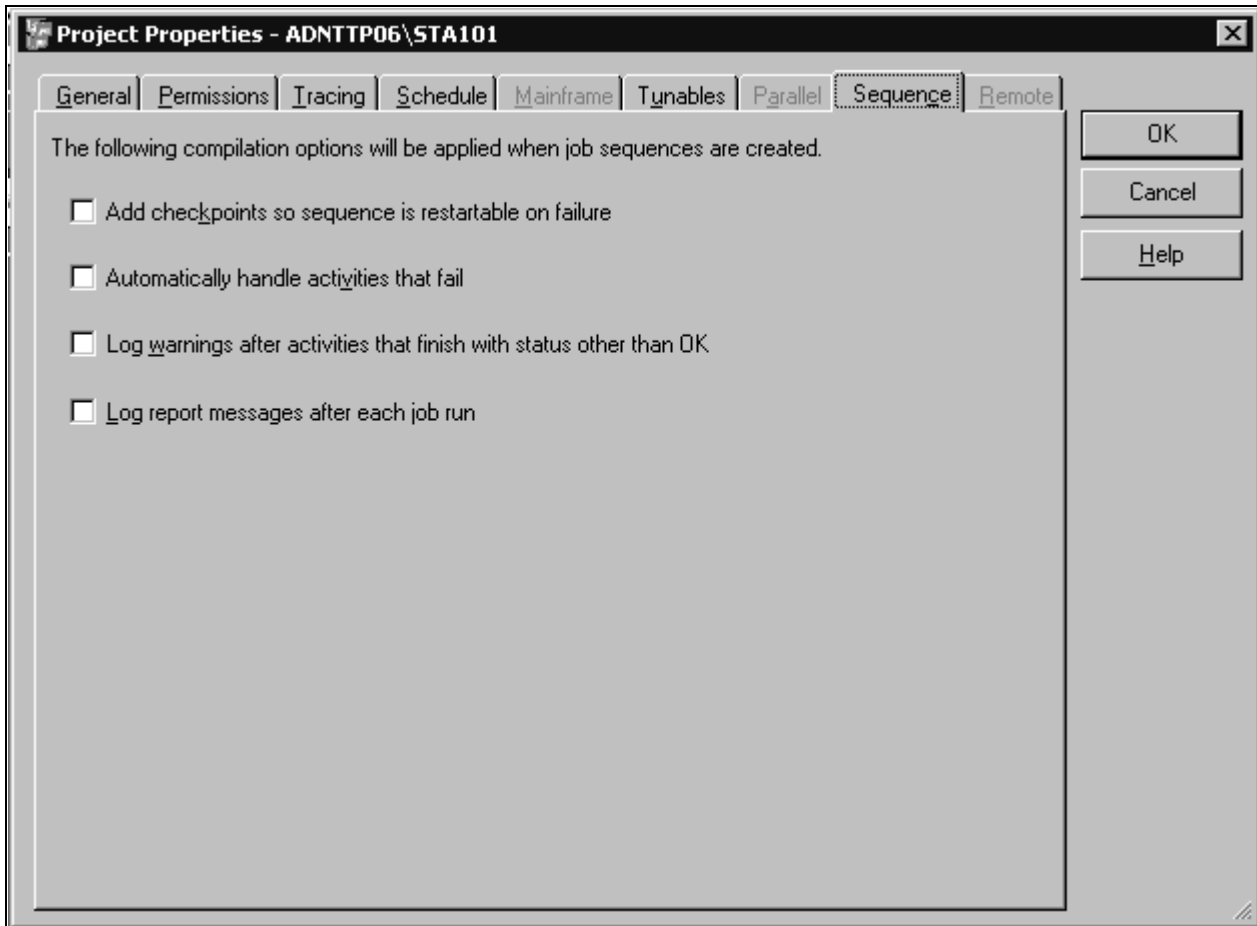 Project Properties - ADNTTP06\STA101
General Permissions Tracing Schedule Mainframe Tunables Parallel Sequence Remote
The following compilation options will be applied when job sequences are created.
OK
Add checkpoints so sequence is restartable on failure
Cancel
Automatically handle activities that fail
Help
Log warnings after activities that finish with status other than OK
Log report messages after each job run